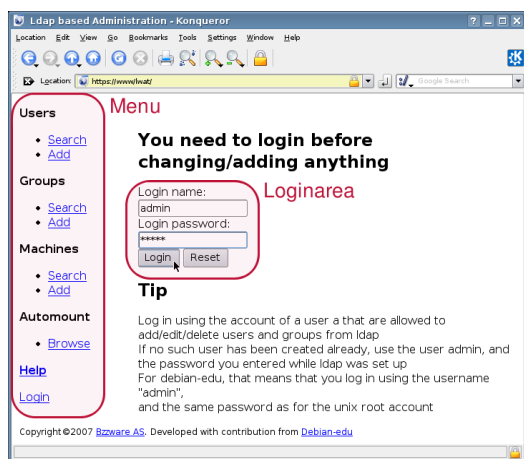 Ldap based Administration - Konqueror
Location Edit View Go Bookmarks Tools Settings Window Help
Location: https://www/lwat/ Google Search
Menu
Users
Search
Add
Groups
Search
Add
Machines
Search
Add
Automount
Browse
Help
Login
You need to login before
changing/adding anything
Loginarea
Login name:
admin
Login password:
*****
Login Reset
Tip
Log in using the account of a user a that are allowed to
add/edit/delete users and groups from ldap
If no such user has been created already, use the user admin, and
the password you entered while ldap was set up
For debian-edu, that means that you log in using the username
"admin",
and the same password as for the unix root account
Copyright ©2007 Bzzware AS. Developed with contribution from Debian-edu